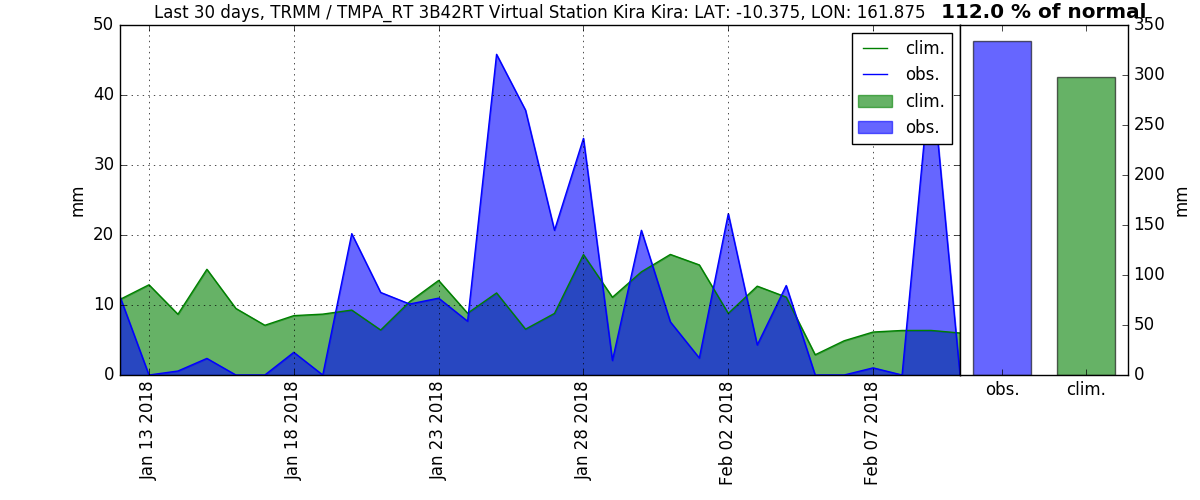 Last 30 days, TRMM / TMPA_RT 3B42RT Virtual Station Kira Kira: LAT: -10.375, LON: 161.875 112.0 % of normal
50
40
30
20
10
0
mm
clim.
obs.
clim.
obs.
350
300
250
200
150
100
50
0
mm
Jan 13 2018
Jan 18 2018
Jan 23 2018
Jan 28 2018
Feb 02 2018
Feb 07 2018
obs.
clim.